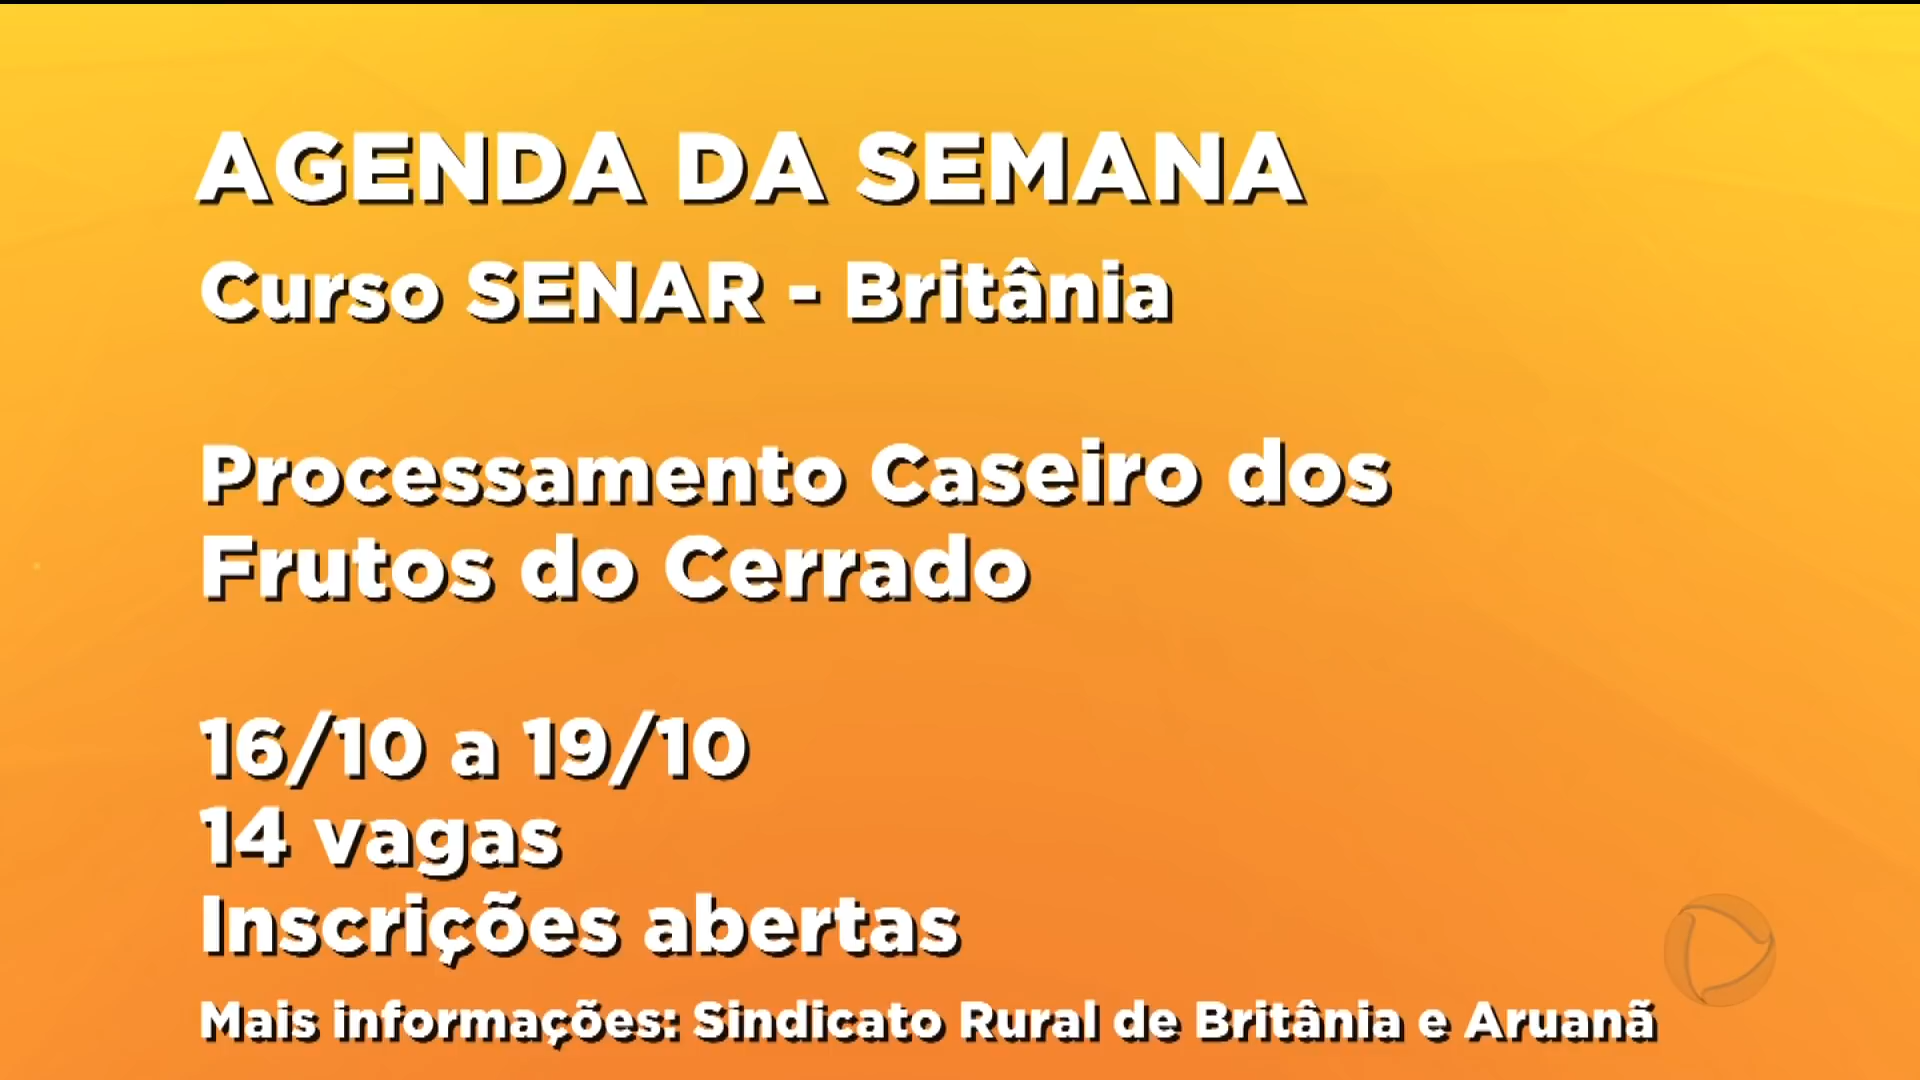 AGENDA DA SEMANA
Curso SENAR - Britânia
Processamento Caseiro dos
Frutos do Cerrado
16/10 a 19/10
14 vagas
Inscrições abertas
Mais informações: Sindicato Rural de Britânia e Aruanã